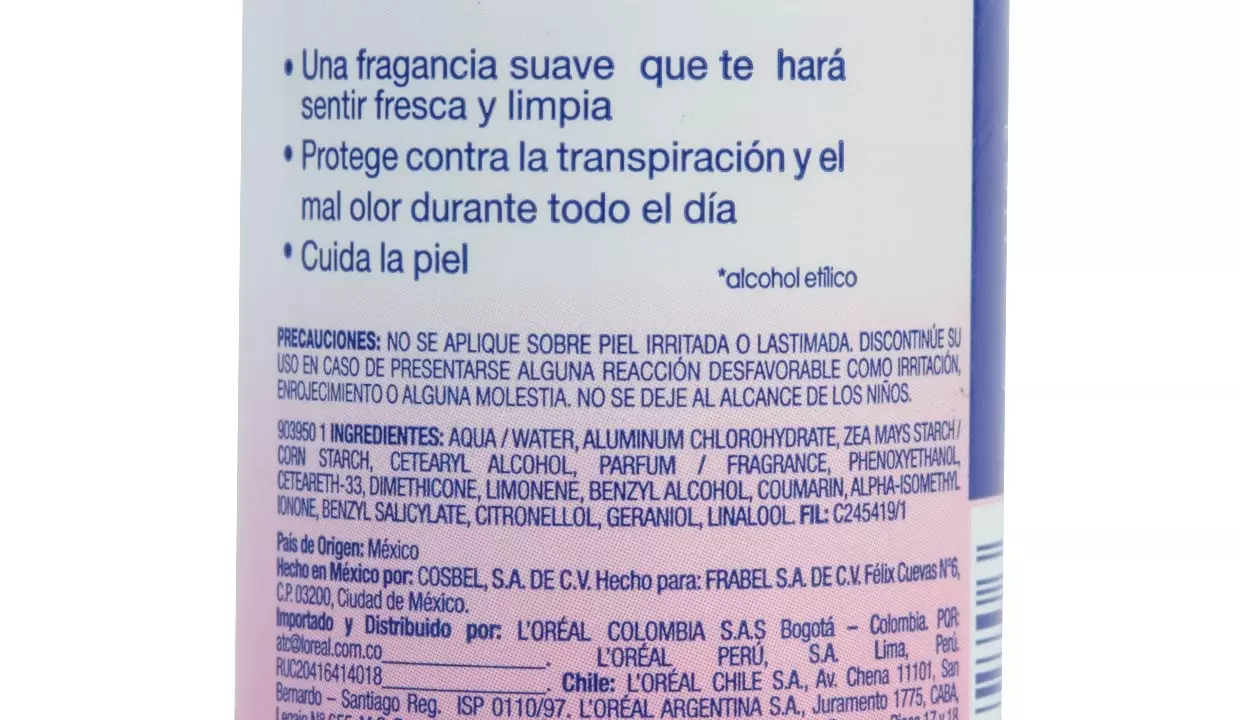 • Una fragancia suave que te hará
sentir fresca y limpia
• Protege contra la transpiración y el
mal olor durante todo el día
• Cuida la piel
*alcohol etílico
PRECAUCIONES: NO SE APLIQUE SOBRE PIEL IRRITADA O LASTIMADA. DISCONTINÚE SU
USO EN CASO DE PRESENTARSE ALGUNA REACCIÓN DESFAVORABLE COMO IRRITACIÓN,
ENROJECIMIENTO O ALGUNA MOLESTIA. NO SE DEJE AL ALCANCE DE LOS NIÑOS.
903950 1 INGREDIENTES: AQUA / WATER, ALUMINUM CHLOROHYDRATE, ZEA MAYS STARCH /
CORN STARCH, CETEARYL ALCOHOL, PARFUM / FRAGRANCE, PHENOXYETHANOL,
CETEARETH-33, DIMETHICONE, LIMONENE, BENZYL ALCOHOL, COUMARIN, ALPHA-ISOMETHYL
IONONE, BENZYL SALICYLATE, CITRONELLOL, GERANIOL, LINALOOL. FIL: C245419/1
País de Origen: México
Hecho en México por: COSBEL, S.A. DE C.V. Hecho para: FRABEL S.A. DE C.V. Félix Cuevas N°6,
C.P. 03200, Ciudad de México.
Importado y Distribuido por: L'ORÉAL COLOMBIA S.A.S Bogotá – Colombia. PQR:
atc@loreal.com.co. L'ORÉAL PERÚ, S.A. Lima, Perú.
RUC20416414018. Chile: L'ORÉAL CHILE S.A., Av. Chena 11101, San
Bernardo – Santiago Reg. ISP 0110/97. L'ORÉAL ARGENTINA S.A., Juramento 1775, CABA,
17 y 18